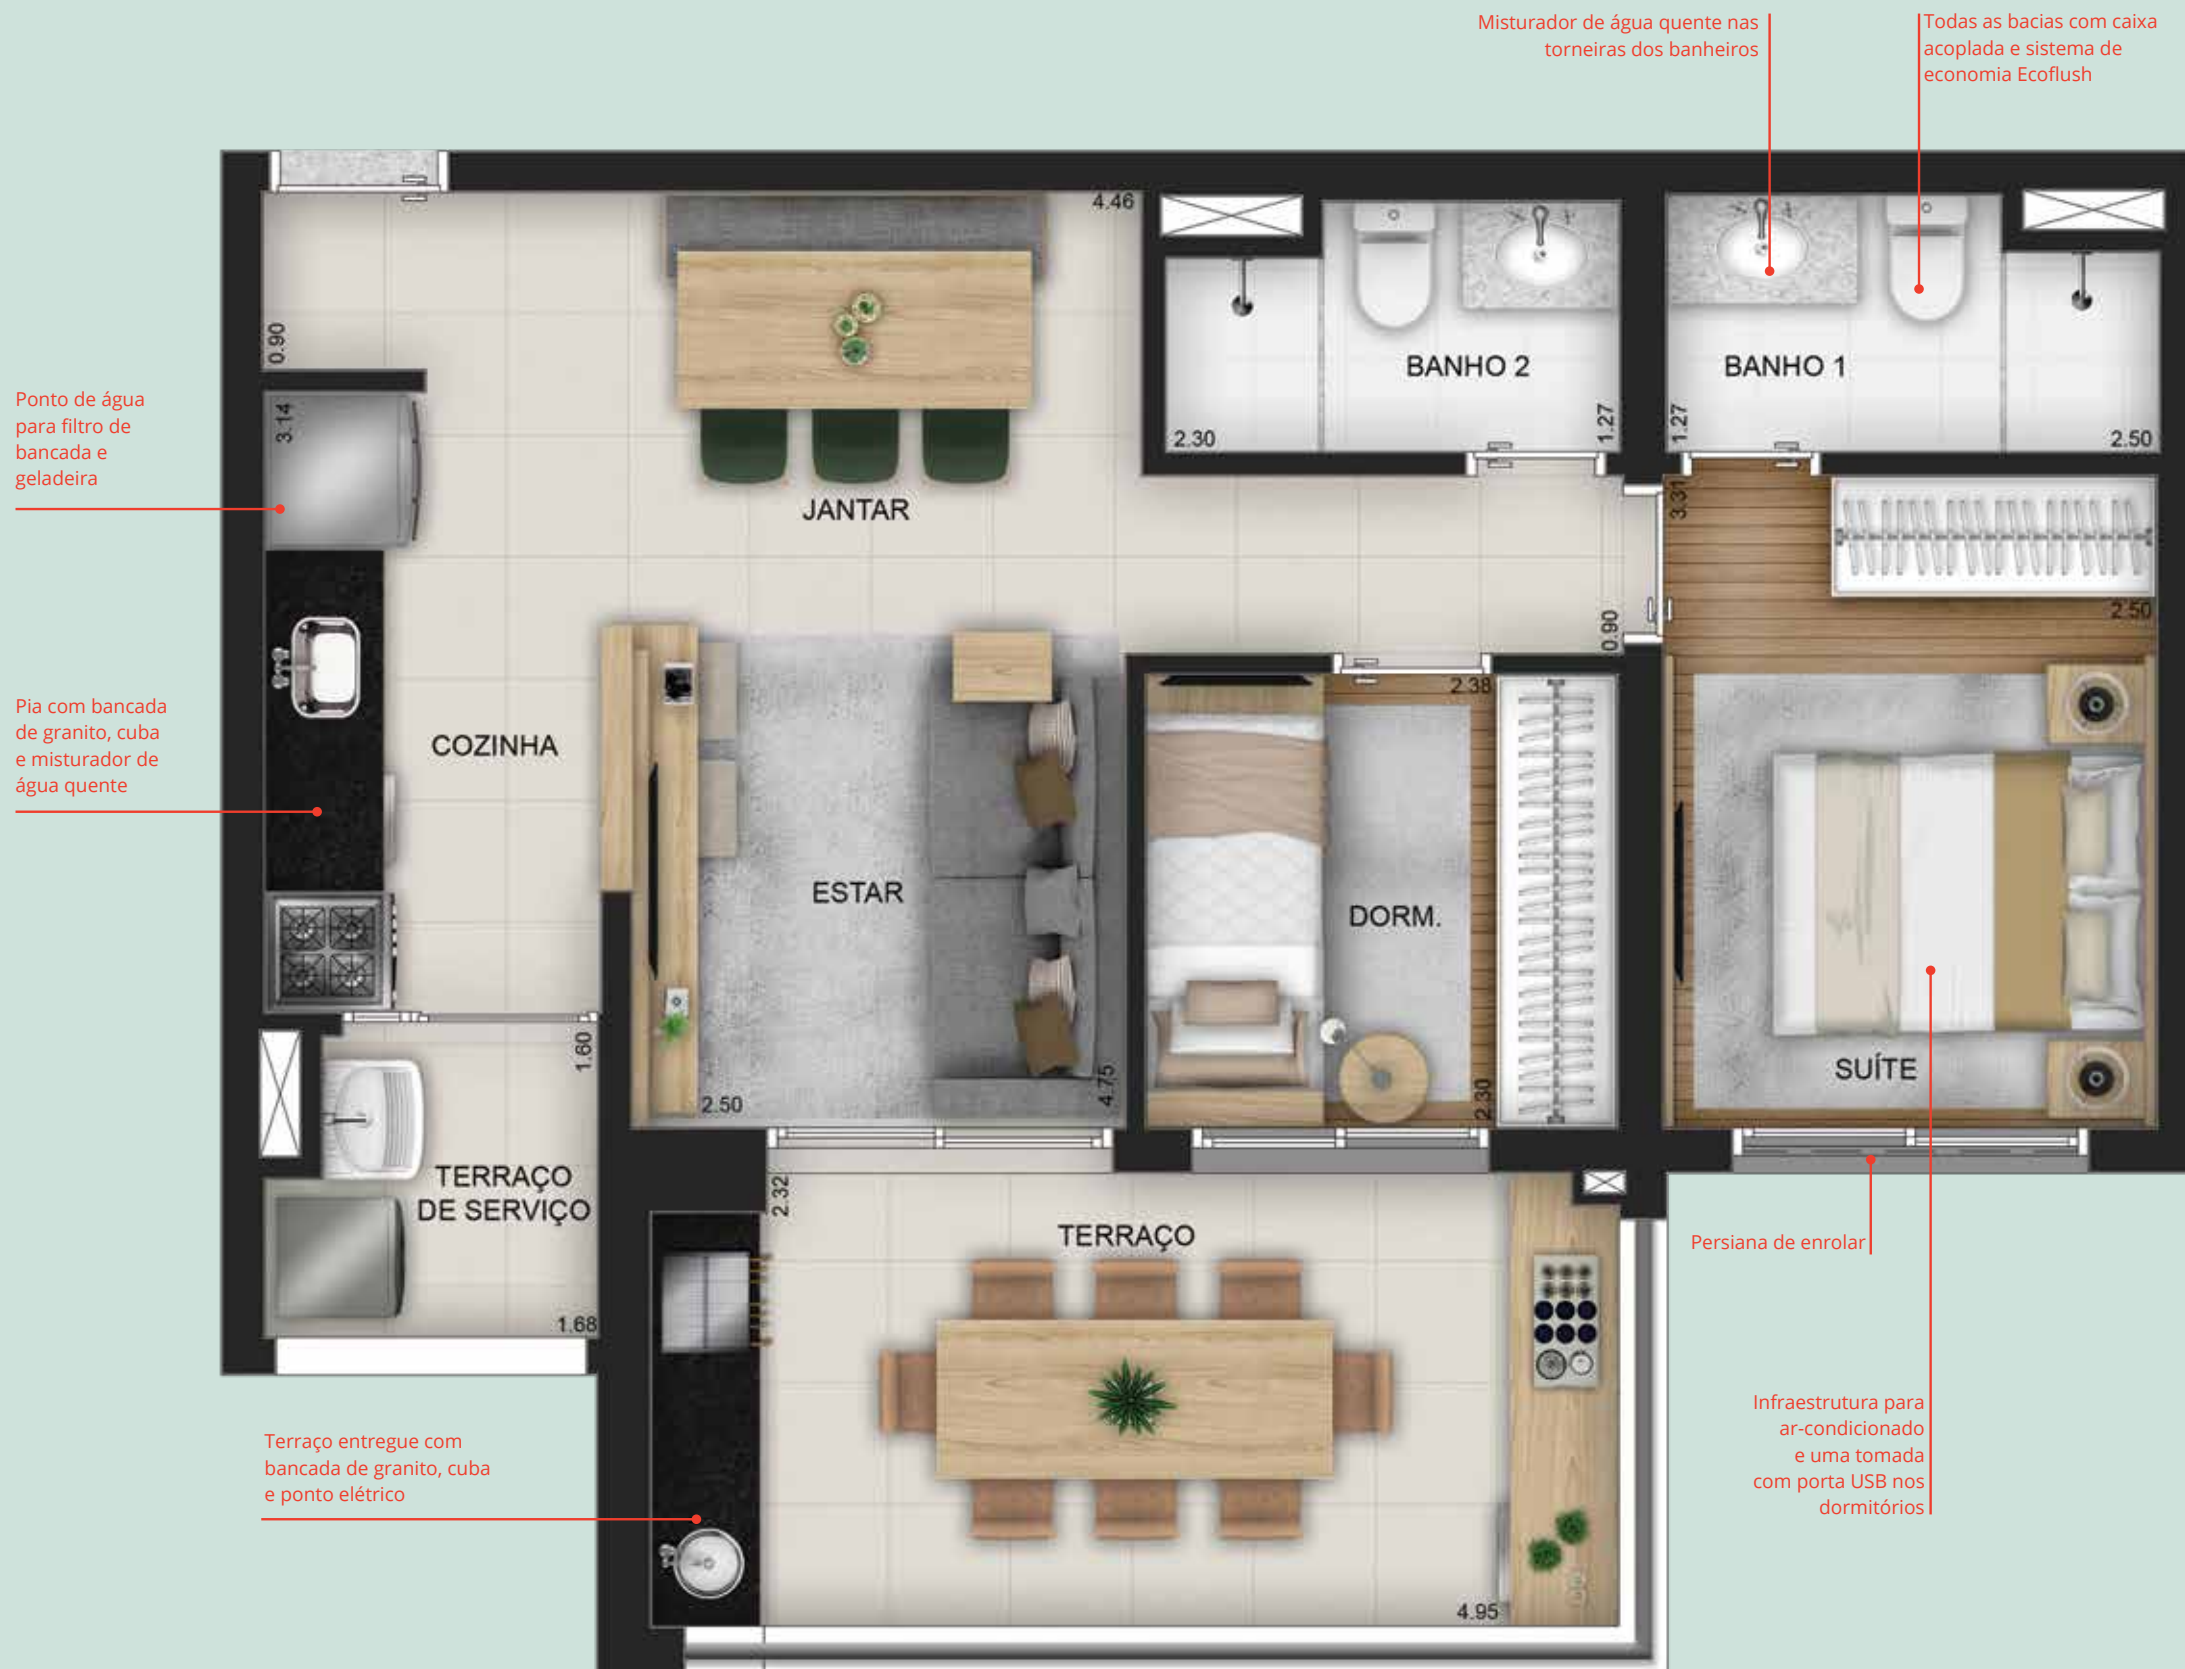 Misturador de água quente nas
torneiras dos banheiros
Todas as bacias com caixa
acoplada e sistema de
economia Ecoflush
4.46
0.90
BANHO 2
BANHO 1
2.30
1.27
1.27
2.50
Ponto de água
para filtro de
bancada e
geladeira
3.14
JANTAR
3.31
2.50
0.90
2.38
Pia com bancada
de granito, cuba
e misturador de
água quente
COZINHA
ESTAR
DORM.
SUÍTE
1.60
2.50
4.75
2.30
TERRAÇO
DE SERVIÇO
1.68
2.32
TERRAÇO
Persiana de enrolar
4.95
Terraço entregue com
bancada de granito, cuba
e ponto elétrico
Infraestrutura para
ar-condicionado
e uma tomada
com porta USB nos
dormitórios